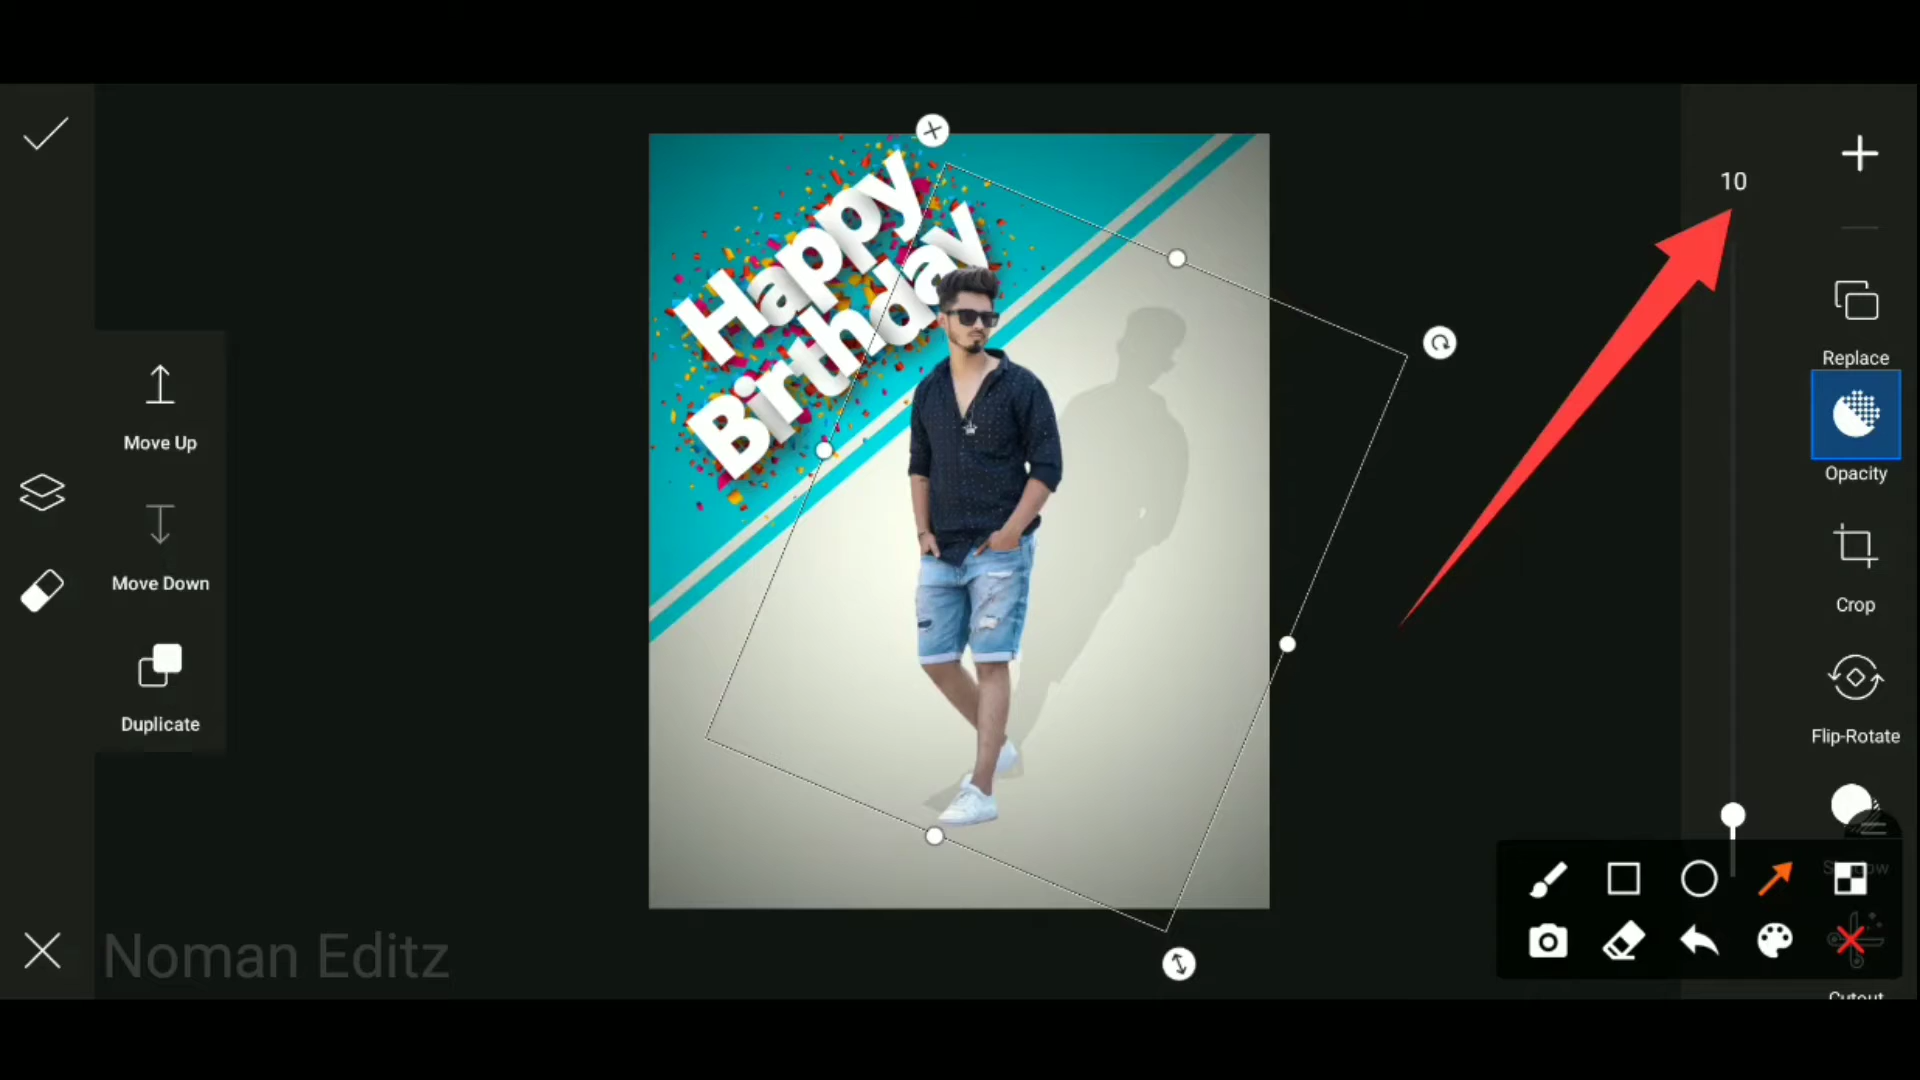 Happy
Birthday
10
Replace
Opacity
Crop
Flip-Rotate
Move Up
Move Down
Duplicate
Noman Editz